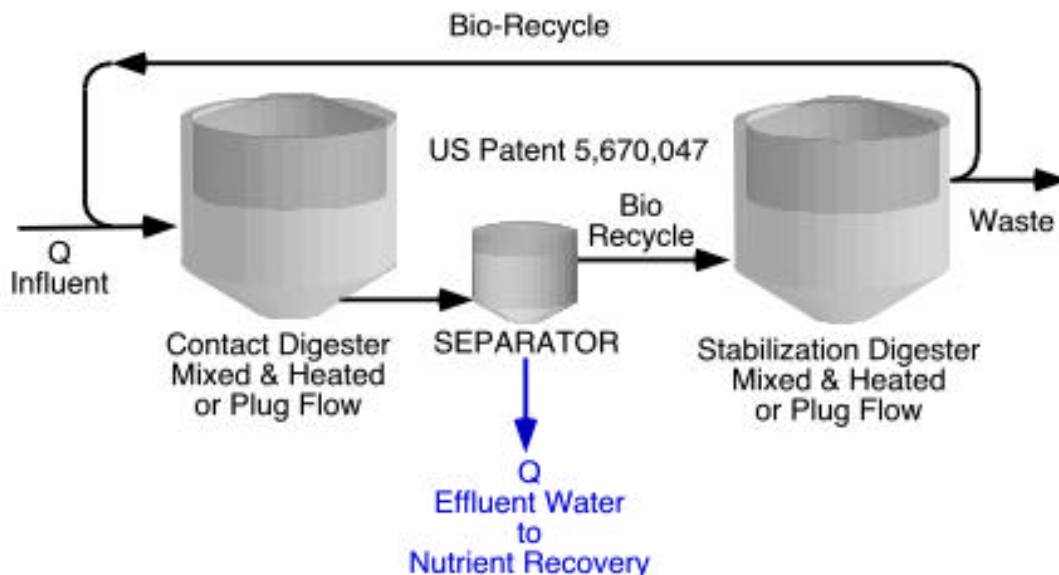 Bio-Recycle
US Patent 5,670,047
Bio
Recycle
Waste
Q
Influent
Contact Digester
Mixed & Heated
or Plug Flow
SEPARATOR
Stabilization Digester
Mixed & Heated
or Plug Flow
Q
Effluent Water
to
Nutrient Recovery